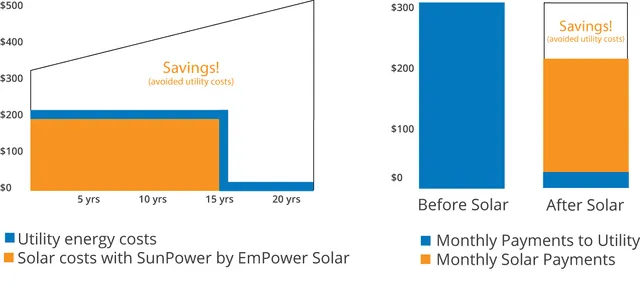 $500
$400
$300
$200
$100
$0
Savings!
(avoided utility costs)
5 yrs
10 yrs
15 yrs
20 yrs
Utility energy costs
Solar costs with SunPower by EmPower Solar
$300
$200
$100
$0
Savings!
(avoided utility costs)
Before Solar
After Solar
Monthly Payments to Utility
Monthly Solar Payments